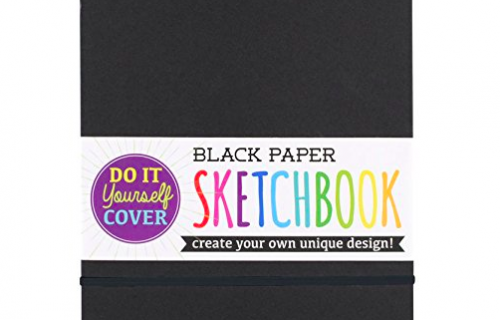 DO IT
Yourself
COVER
BLACK PAPER
SKETCHBOOK
create your own unique design!